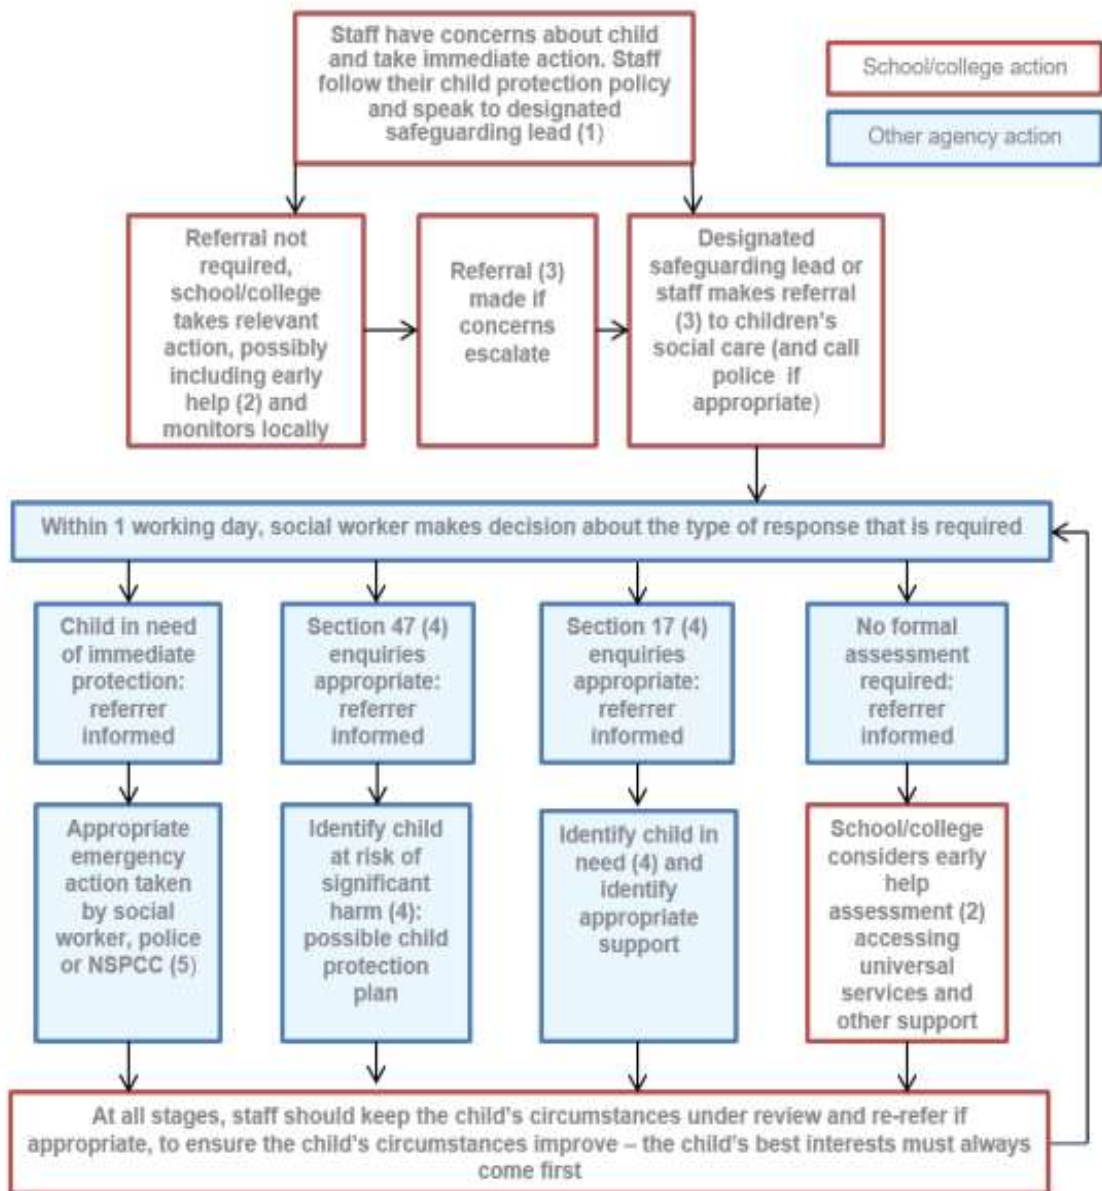 Staff have concerns about child
and take immediate action. Staff
follow their child protection policy
and speak to designated
safeguarding lead (1)
School/college action
Other agency action
Referral not
required,
school/college
takes relevant
action, possibly
including early
help (2) and
monitors locally
Referral (3)
made if
concerns
escalate
Designated
safeguarding lead or
staff makes referral
(3) to children's
social care (and call
police if
appropriate)
Within 1 working day, social worker makes decision about the type of response that is required
Child in need
of immediate
protection:
referrer
informed
Section 47 (4)
enquiries
appropriate:
referrer
informed
Section 17 (4)
enquiries
appropriate:
referrer
informed
No formal
assessment
required:
referrer
informed
Appropriate
emergency
action taken
by social
worker, police
or NSPCC (5)
Identify child
at risk of
significant
harm (4):
possible child
protection
plan
Identify child in
need (4) and
identify
appropriate
support
School/college
considers early
help
assessment (2)
accessing
universal
services and
other support
At all stages, staff should keep the child's circumstances under review and re-refer if
appropriate, to ensure the child's circumstances improve – the child's best interests must always
come first